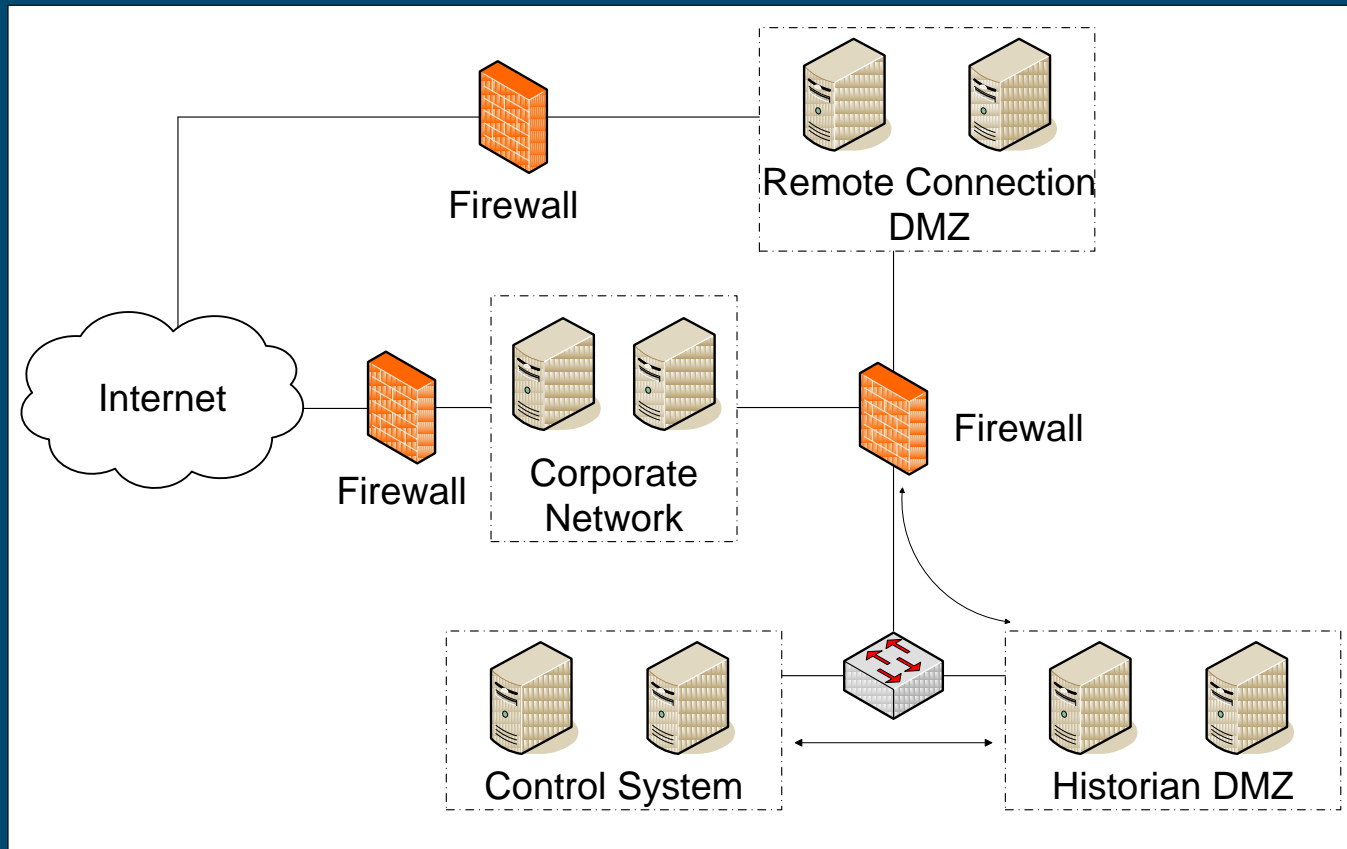 Remote Connection
DMZ
Firewall
Internet
Firewall
Corporate
Network
Firewall
Control System
Historian DMZ